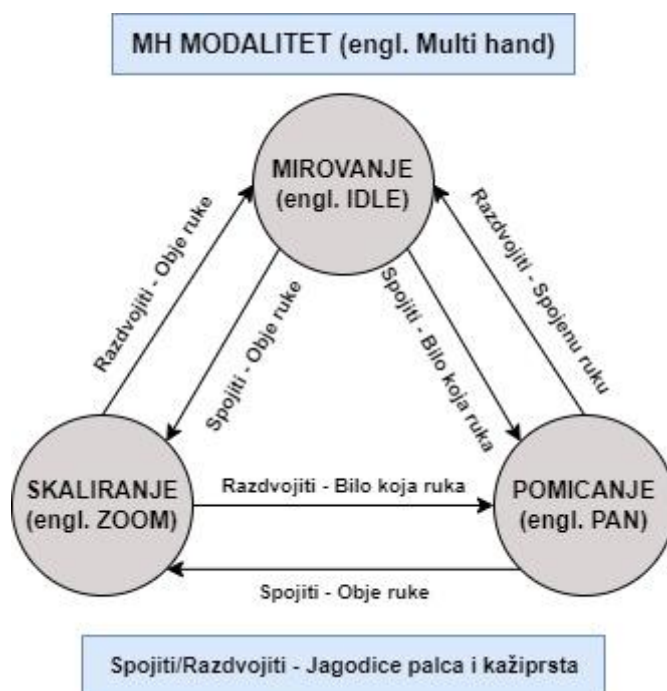 MH MODALITET (engl. Multi hand)
MIROVANJE
(engl. IDLE)
Razdvojiti - Obje ruke
Spojiti - Obje ruke
Spojiti - Bilo koja ruka
Razdvojiti - Spojenu ruku
SKALIRANJE
(engl. ZOOM)
Razdvojiti - Bilo koja ruka
POMICANJE
(engl. PAN)
Spojiti - Obje ruke
Spojiti/Razdvojiti - Jagodice palca i kažiprsta